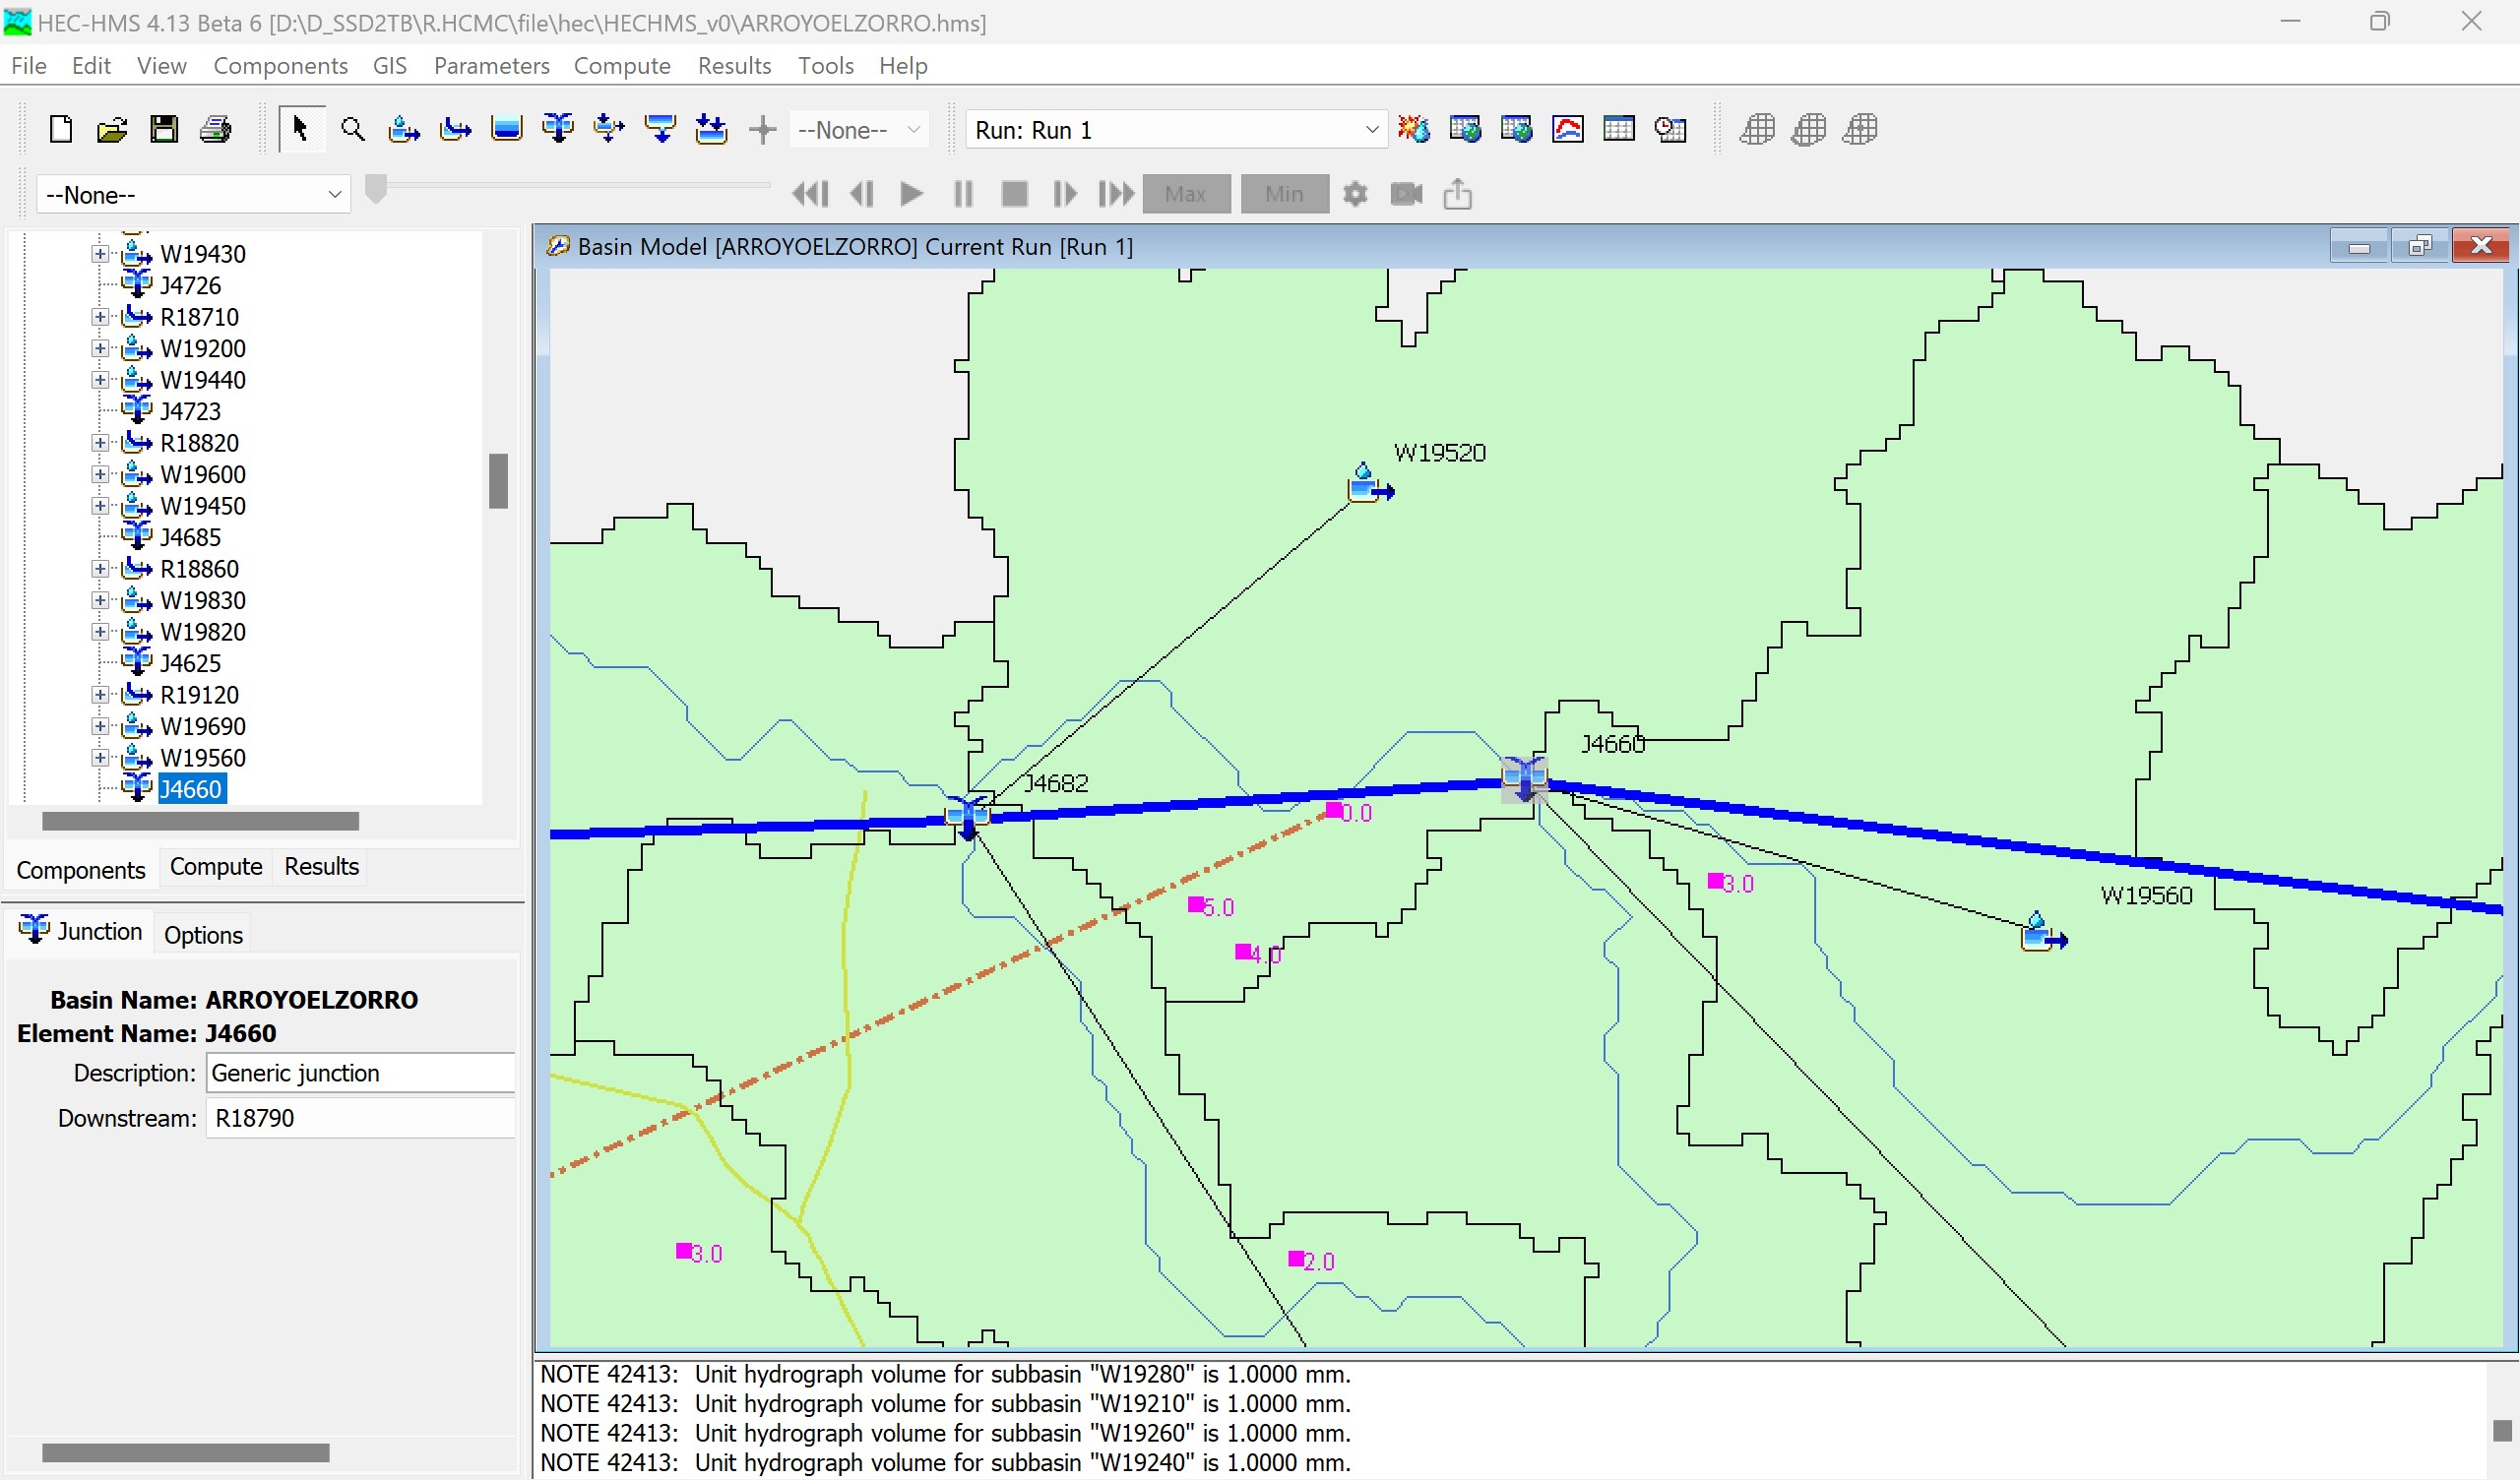 HEC-HMS 4.13 Beta 6 [D:\D_SSD2TB\R.HCMC\file\hec\HECHMS_v0\ARROYOELZORRO.hms]
File Edit View Components GIS Parameters Compute Results Tools Help
--None-- Run: Run 1
--None-- Max Min
W19430
J4726
R18710
W19200
W19440
J4723
R18820
W19600
W19450
J4685
R18860
W19830
W19820
J4625
R19120
W19690
W19560
J4660
Components Compute Results
Junction Options
Basin Name: ARROYOELZORRO
Element Name: J4660
Description: Generic junction
Downstream: R18790
Basin Model [ARROYOELZORRO] Current Run [Run 1]
W19520
J4660
J4682
0.0
3.0
W19560
5.0
4.0
3.0
2.0
NOTE 42413: Unit hydrograph volume for subbasin "W19280" is 1.0000 mm.
NOTE 42413: Unit hydrograph volume for subbasin "W19210" is 1.0000 mm.
NOTE 42413: Unit hydrograph volume for subbasin "W19260" is 1.0000 mm.
NOTE 42413: Unit hydrograph volume for subbasin "W19240" is 1.0000 mm.